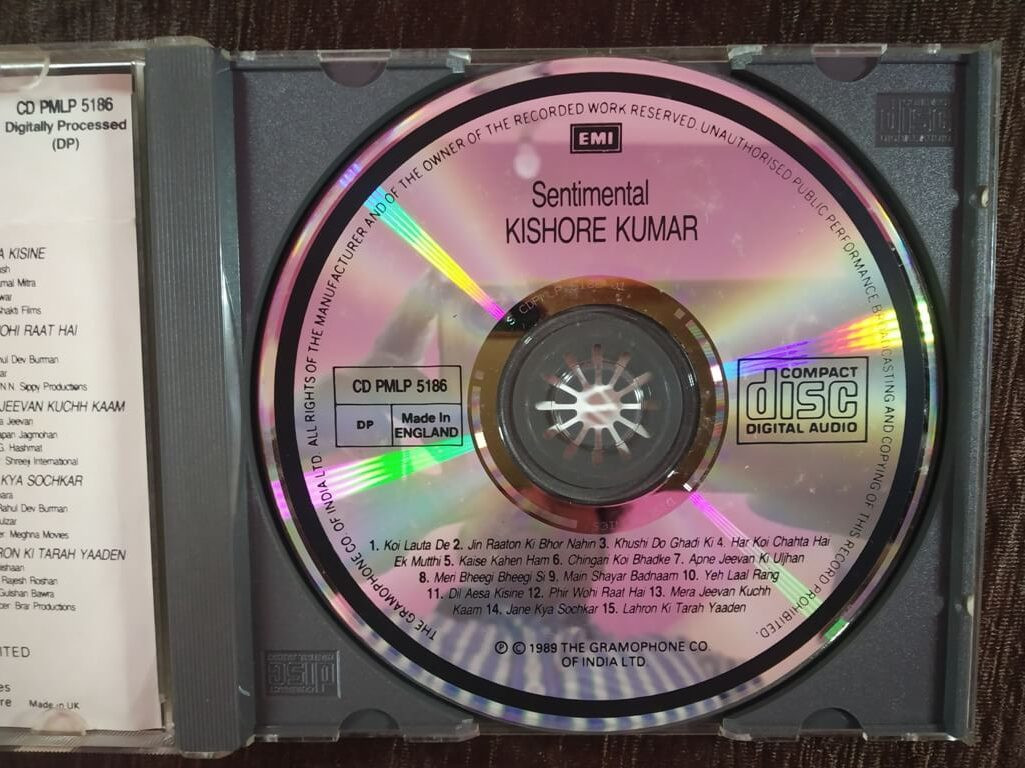 CD PMLP 5186
Digitally Processed
(DP)
A KISINE
Mitra
Films
OHI RAAT HAI
Dev Burman
N.N. Sippy Productions
JEEVAN KUCHH KAAM
Jeevan
Jagmohan
G. Hashmat
Shreeji International
KYA SOCHKAR
Rahul Dev Burman
Meghna Movies
RON KI TARAH YAADEN
Rajesh Roshan
Gulshan Bawra
Brar Productions
ITED
Made in UK
THE GRAMOPHONE CO. OF INDIA LTD. ALL RIGHTS OF THE MANUFACTURER AND OF THE OWNER OF THE RECORDED WORK RESERVED. UNAUTHORISED PUBLIC PERFORMANCE BROADCASTING AND COPYING OF THIS RECORD PROHIBITED.
EMI
Sentimental
KISHORE KUMAR
CD PMLP 5186
DP
Made In
ENGLAND
COMPACT
disc
DIGITAL AUDIO
1. Koi Lauta De 2. Jin Raaton Ki Bhor Nahin 3. Khushi Do Ghadi Ki 4. Har Koi Chahta Hai
Ek Mutthi 5. Kaise Kahen Ham 6. Chingari Koi Bhadke 7. Apne Jeevan Ki Uljhan
8. Meri Bheegi Bheegi Si 9. Main Shayar Badnaam 10. Yeh Laal Rang
11. Dil Aesa Kisine 12. Phir Wohi Raat Hai 13. Mera Jeevan Kuchh
Kaam 14. Jane Kya Sochkar 15. Lahron Ki Tarah Yaaden
Ⓟ © 1989 THE GRAMOPHONE CO.
OF INDIA LTD.